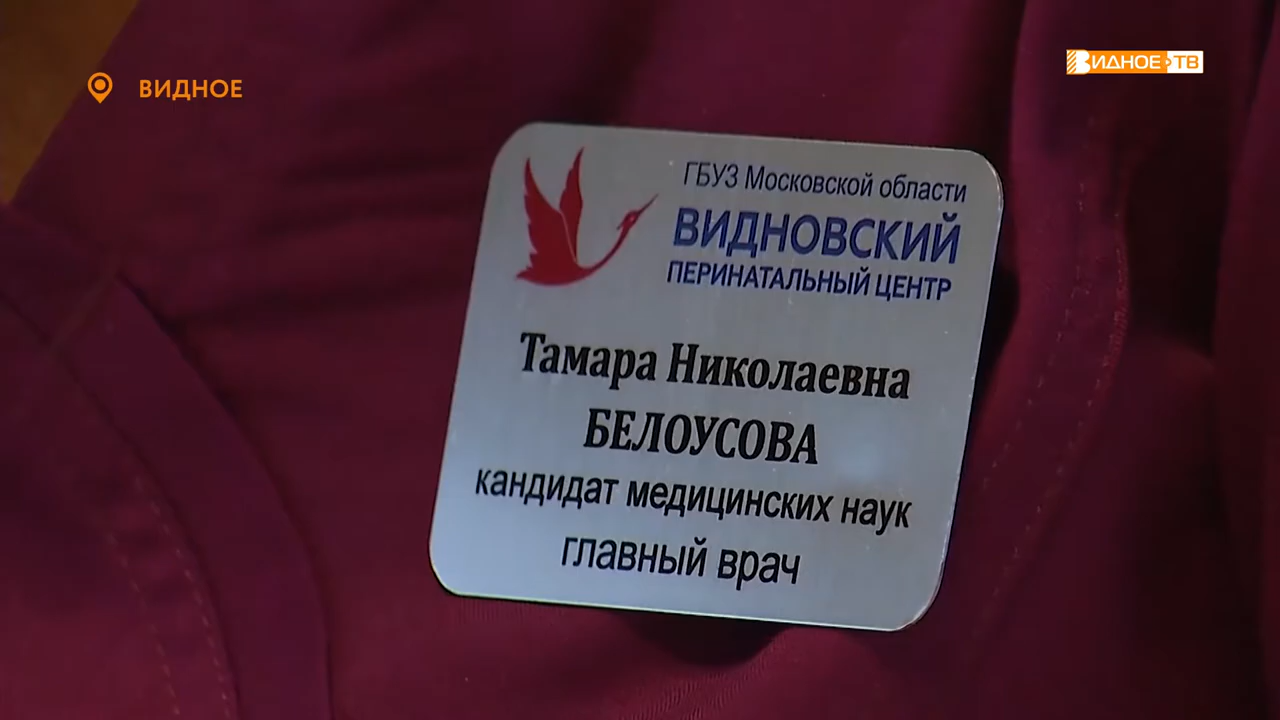 ВИДНОЕ
ВИДНОЕ ТВ
ГБУЗ Московской области
ВИДНОВСКИЙ
ПЕРИНАТАЛЬНЫЙ ЦЕНТР
Тамара Николаевна
БЕЛОУСОВА
кандидат медицинских наук
главный врач